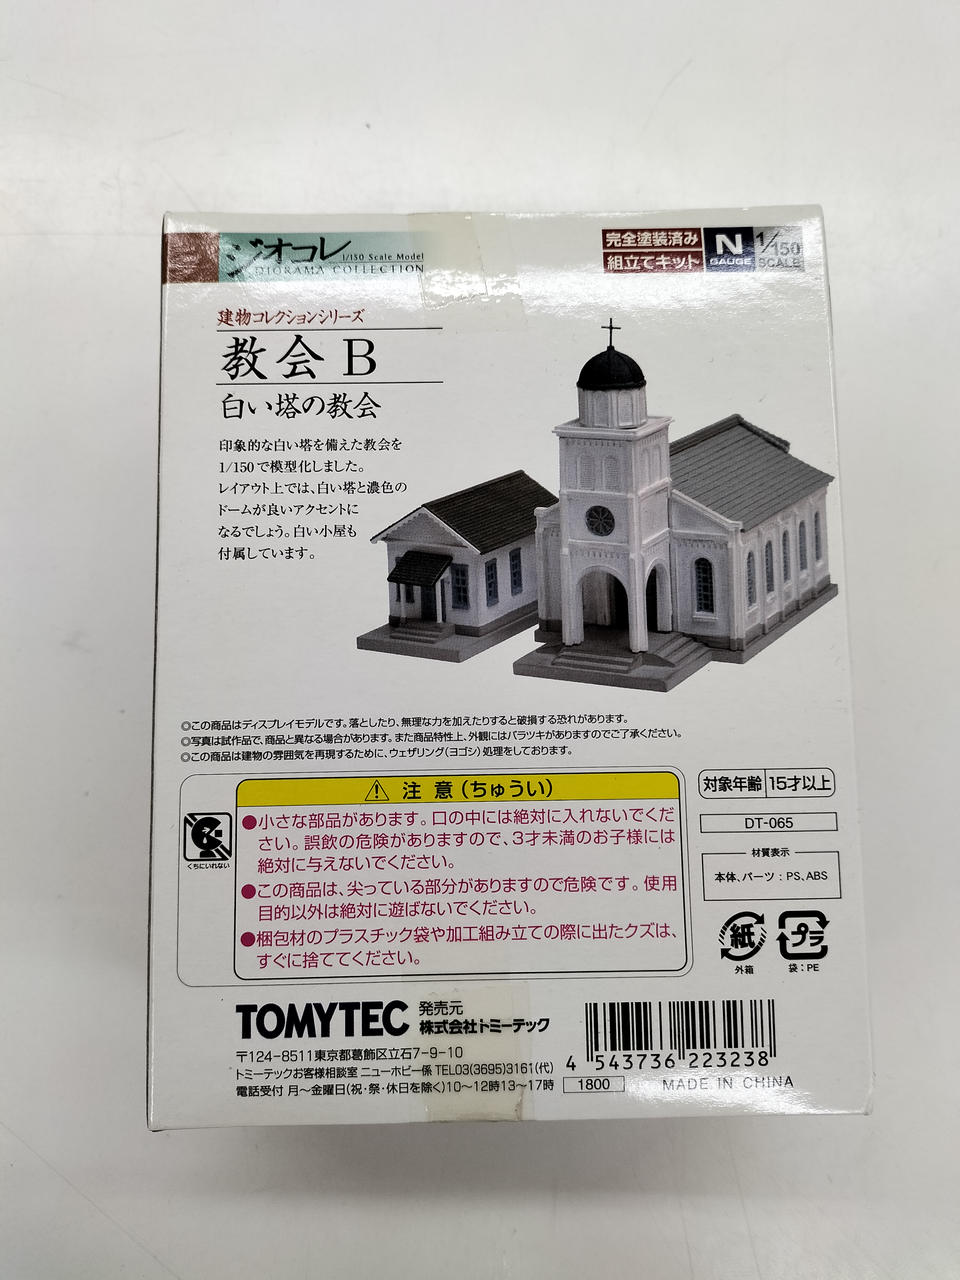 ジオコレ 1/150 Scale Model
DIORAMA COLLECTION
完全塗装済み
組立てキット
N
GAUGE
1/150
SCALE
建物コレクションシリーズ
教会 B
白い塔の教会
印象的な白い塔を備えた教会を
1/150で模型化しました。
レイアウト上では、白い塔と濃色の
ドームが良いアクセントに
なるでしょう。白い小屋も
付属しています。
◎この商品はディスプレイモデルです。落としたり、無理な力を加えたりすると破損する恐れがあります。
◎写真は試作品で、商品と異なる場合があります。また商品特性上、外観にはバラツキがありますのでご了承ください。
◎この商品は建物の雰囲気を再現するために、ウェザリング(ヨゴシ)処理をしております。
注意(ちゅうい)
くちにいれない
●小さな部品があります。口の中には絶対に入れないでくだ
さい。誤飲の危険がありますので、3才未満のお子様には
絶対に与えないでください。
●この商品は、尖っている部分がありますので危険です。使用
目的以外は絶対に遊ばないでください。
●梱包材のプラスチック袋や加工組み立ての際に出たクズは、
すぐに捨ててください。
対象年齢 15才以上
DT-065
材質表示
本体、パーツ：PS、ABS
紙
外箱
プラ
袋：PE
TOMYTEC
発売元
株式会社トミーテック
〒124-8511東京都葛飾区立石7-9-10
トミーテックお客様相談室 ニューホビー係 TEL03(3695)3161(代)
電話受付 月〜金曜日(祝・祭・休日を除く)10〜12時13〜17時
4 543736 223238
1800
MADE IN CHINA